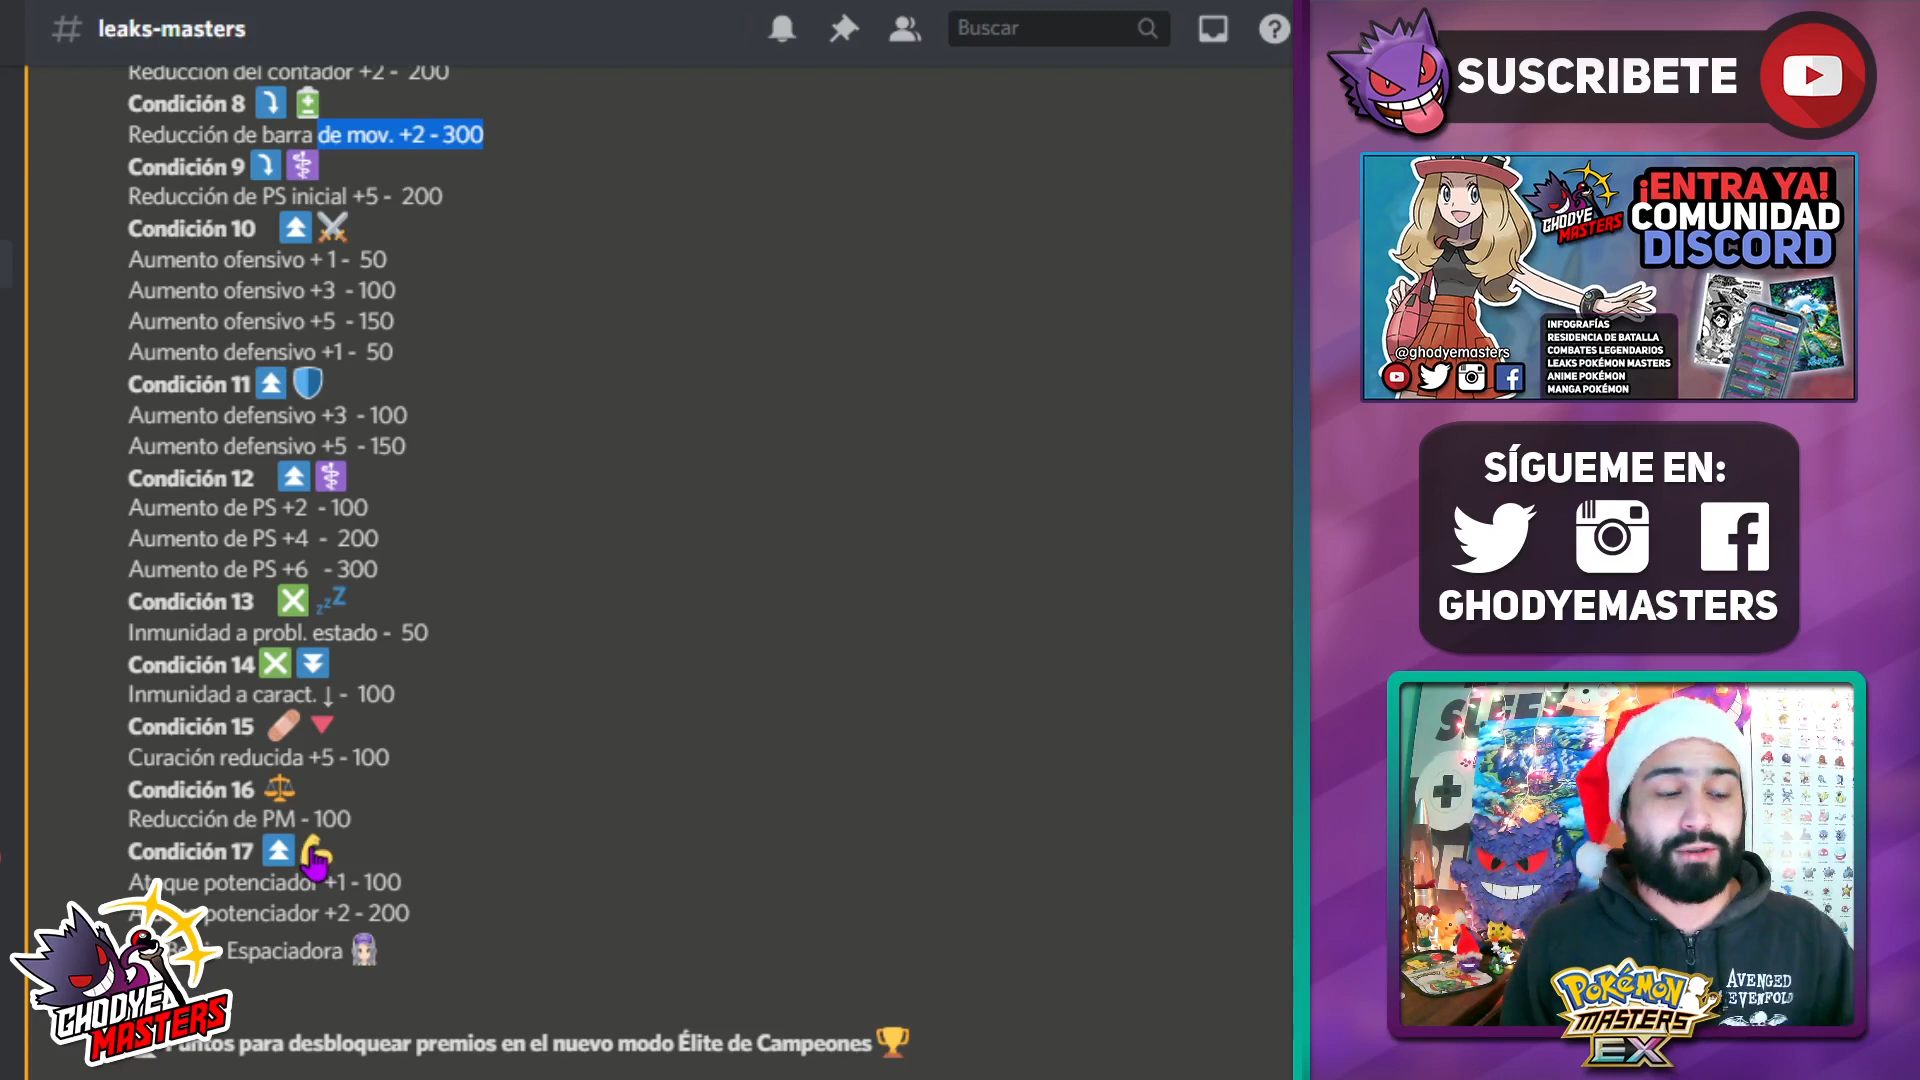 leaks-masters
Buscar
Reducción del contador +2 - 200
Condición 8
Reducción de barra de mov. +2 - 300
Condición 9
Reducción de PS inicial +5 - 200
Condición 10
Aumento ofensivo + 1 - 50
Aumento ofensivo +3 - 100
Aumento ofensivo +5 - 150
Aumento defensivo +1 - 50
Condición 11
Aumento defensivo +3 - 100
Aumento defensivo +5 - 150
Condición 12
Aumento de PS +2 - 100
Aumento de PS +4 - 200
Aumento de PS +6 - 300
Condición 13
Inmunidad a probl. estado - 50
Condición 14
Inmunidad a caract. ↓ - 100
Condición 15
Curación reducida +5 - 100
Condición 16
Reducción de PM - 100
Condición 17
Ataque potenciador +1 - 100
potenciador +2 - 200
Espaciadora
para desbloquear premios en el nuevo modo Élite de Campeones
GHODYE
MASTERS
SUSCRIBETE
¡ENTRA YA!
COMUNIDAD
DISCORD
GHODYE
MASTERS
INFOGRAFÍAS
RESIDENCIA DE BATALLA
COMBATES LEGENDARIOS
LEAKS POKÉMON MASTERS
ANIME POKÉMON
MANGA POKÉMON
@ghodyemasters
SÍGUEME EN:
GHODYEMASTERS
AVENGED
SEVENFOLD
POKéMON
MASTERS
EX